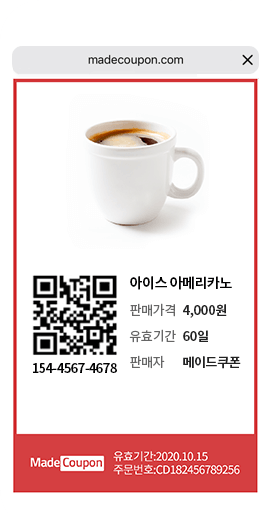 madecoupon.com
아이스 아메리카노
판매가격 4,000원
유효기간 60일
판매자 메이드쿠폰
154-4567-4678
Made Coupon
유효기간:2020.10.15
주문번호:CD182456789256